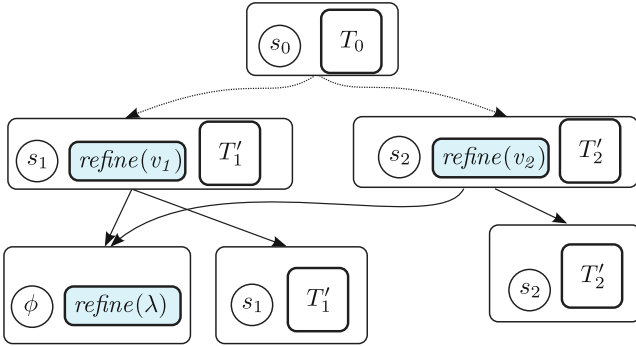 s₀ T₀
s₁ refine(v₁) T′₁
s₂ refine(v₂) T′₂
ϕ refine(λ)
s₁ T′₁
s₂ T′₂